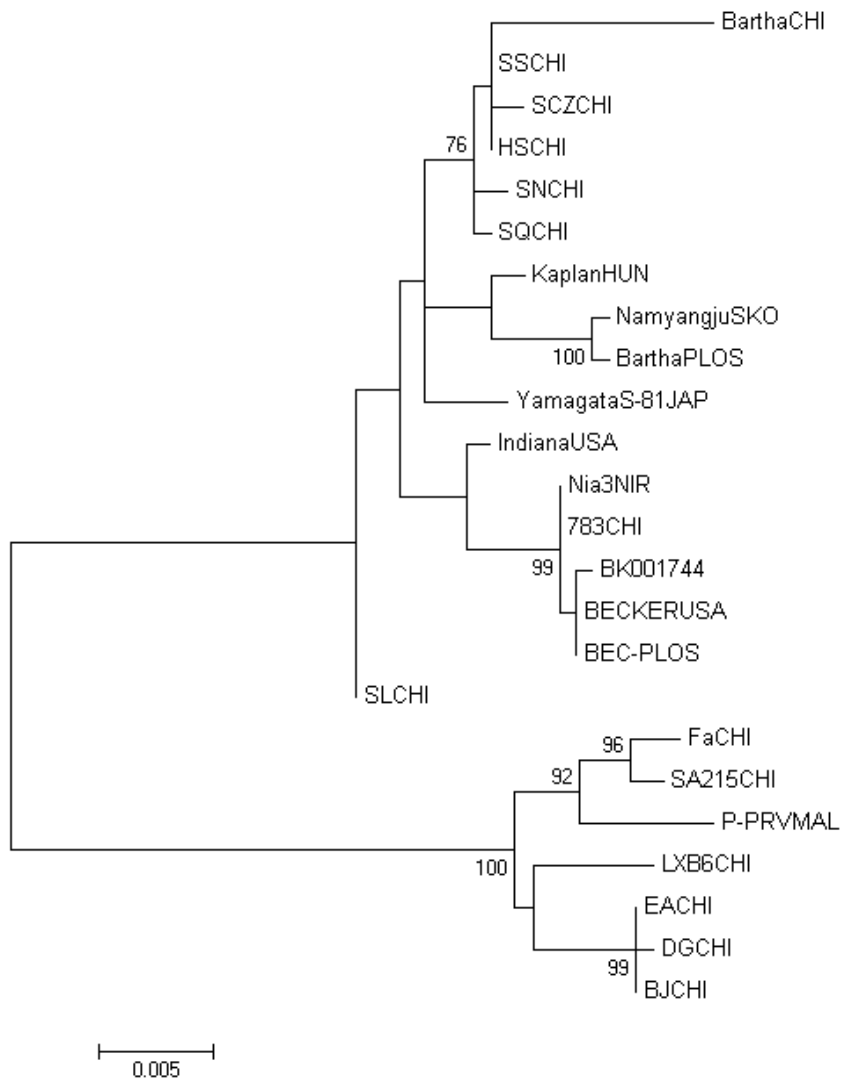 BarthaCHI
SSCHI
SCZCHI
76
HSCHI
SNCHI
SQCHI
KaplanHUN
NamyangjuSKO
100
BarthaPLOS
YamagataS-81JAP
IndianaUSA
Nia3NIR
783CHI
99
BK001744
BECKERUSA
BEC-PLOS
SLCHI
96
FaCHI
92
SA215CHI
P-PRVMAL
100
LXB6CHI
EACHI
DGCHI
99
BJCHI
0.005